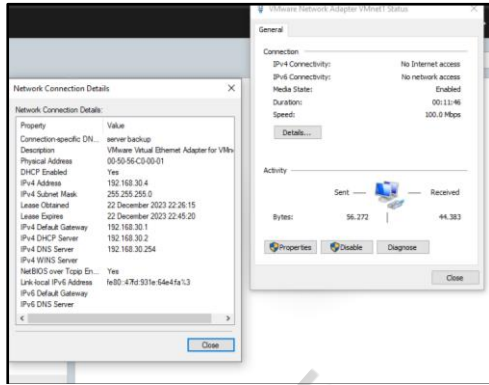 Network Connection Details
Network Connection Details:
Property Value
Connection-specific DN... server backup
Description VMware Virtual Ethernet Adapter for VMn
Physical Address 00-50-56-C0-00-01
DHCP Enabled Yes
IPv4 Address 192.168.30.4
IPv4 Subnet Mask 255.255.255.0
Lease Obtained 22 December 2023 22:26:15
Lease Expires 22 December 2023 22:45:20
IPv4 Default Gateway 192.168.30.1
IPv4 DHCP Server 192.168.30.2
IPv4 DNS Server 192.168.30.254
IPv4 WINS Server
NetBIOS over Tcpip En... Yes
Link-local IPv6 Address fe80::47fd:931e:64e4:fa%3
IPv6 Default Gateway
IPv6 DNS Server
Close
VMware Network Adapter VMnet1 Status
General
Connection
IPv4 Connectivity: No Internet access
IPv6 Connectivity: No network access
Media State: Enabled
Duration: 00:11:46
Speed: 100.0 Mbps
Details...
Activity
Sent Received
Bytes: 56.272 44.383
Properties Disable Diagnose
Close